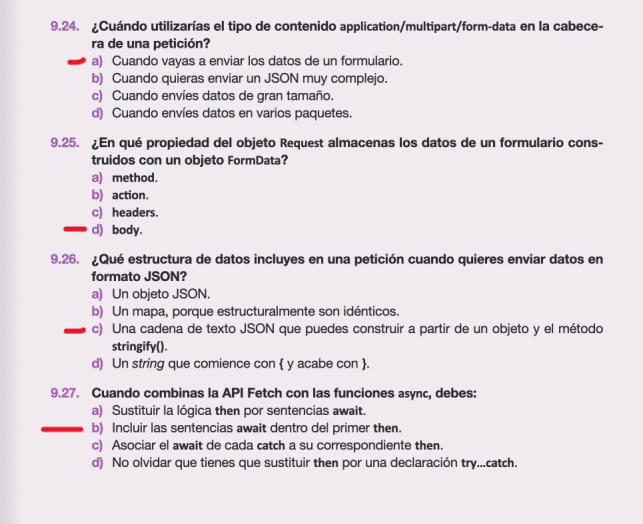 9.24. ¿Cuándo utilizarías el tipo de contenido application/multipart/form-data en la cabece-
ra de una petición?
a) Cuando vayas a enviar los datos de un formulario.
b) Cuando quieras enviar un JSON muy complejo.
c) Cuando envíes datos de gran tamaño.
d) Cuando envíes datos en varios paquetes.
9.25. ¿En qué propiedad del objeto Request almacenas los datos de un formulario cons-
truidos con un objeto FormData?
a) method.
b) action.
c) headers.
d) body.
9.26. ¿Qué estructura de datos incluyes en una petición cuando quieres enviar datos en
formato JSON?
a) Un objeto JSON.
b) Un mapa, porque estructuralmente son idénticos.
c) Una cadena de texto JSON que puedes construir a partir de un objeto y el método
stringify().
d) Un string que comience con { y acabe con }.
9.27. Cuando combinas la API Fetch con las funciones async, debes:
a) Sustituir la lógica then por sentencias await.
b) Incluir las sentencias await dentro del primer then.
c) Asociar el await de cada catch a su correspondiente then.
d) No olvidar que tienes que sustituir then por una declaración try...catch.